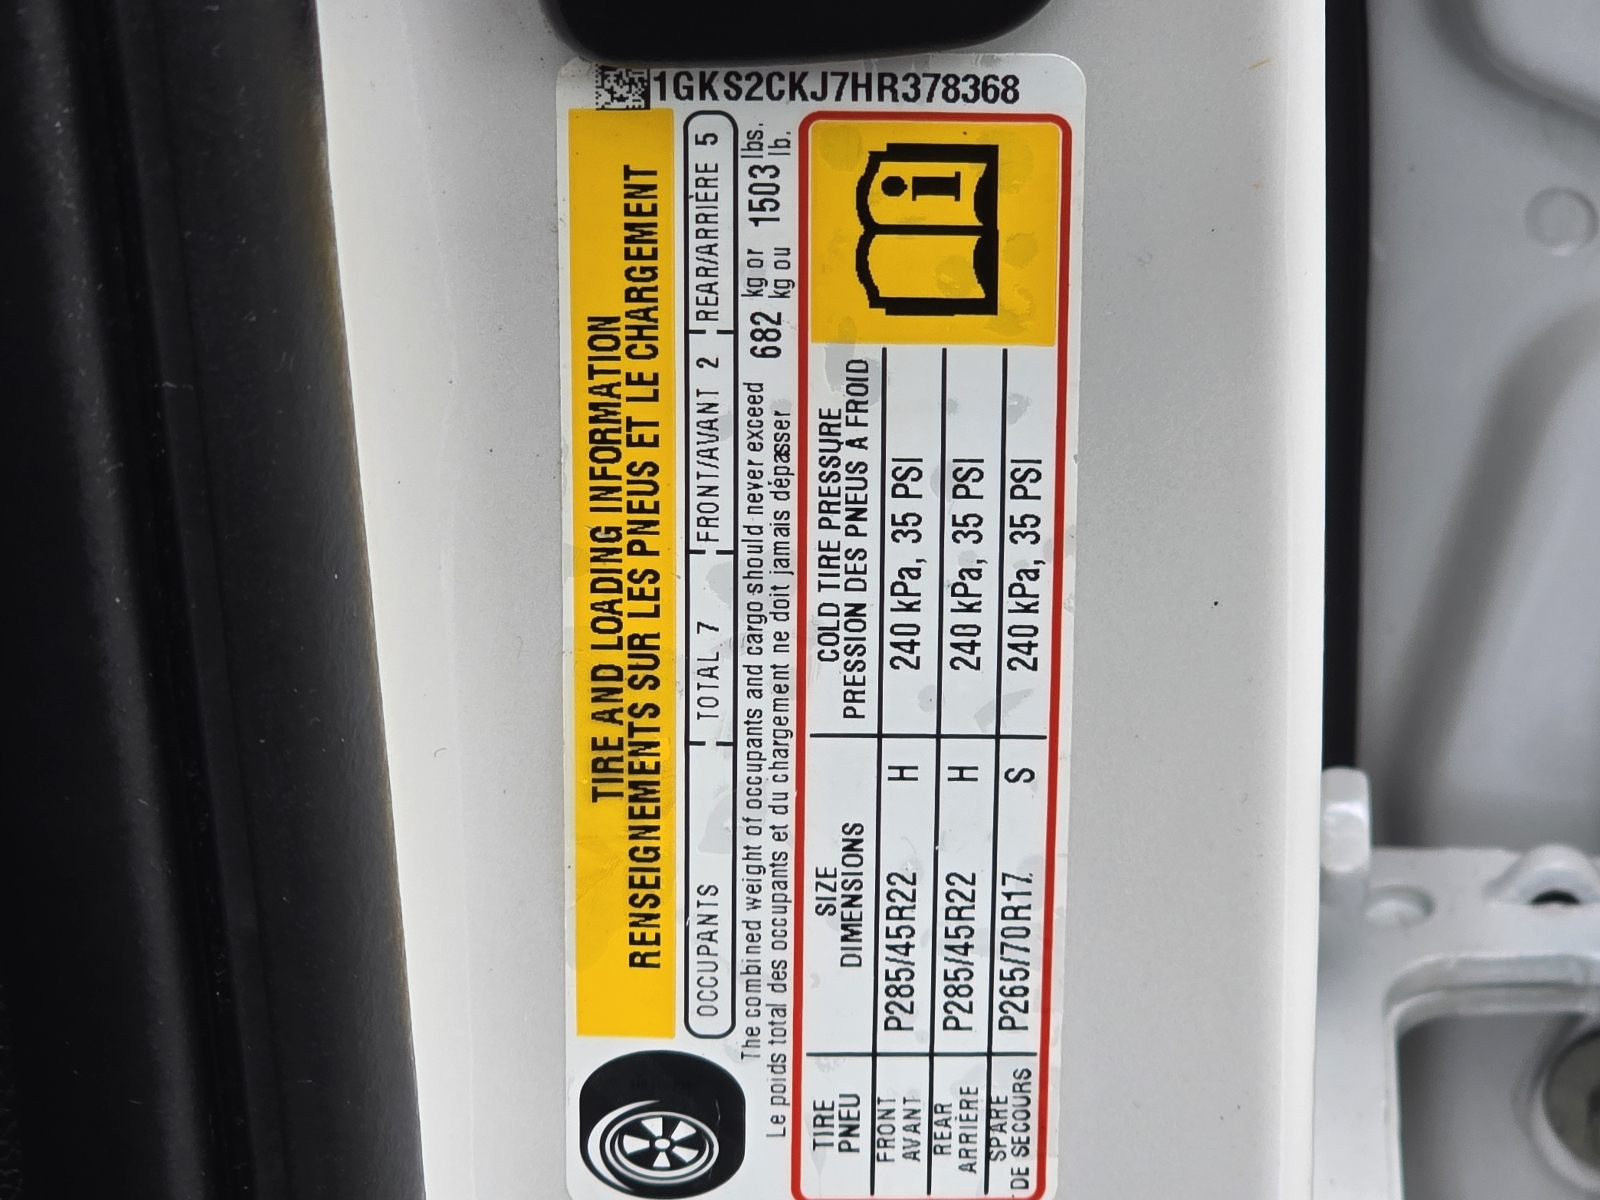 1GKS2CKJ7HR378368
TIRE AND LOADING INFORMATION
RENSEIGNEMENTS SUR LES PNEUS ET LE CHARGEMENT
OCCUPANTS TOTAL 7 FRONT/AVANT 2 REAR/ARRIÈRE 5
The combined weight of occupants and cargo should never exceed 682 kg or 1503 lbs.
Le poids total des occupants et du chargement ne doit jamais dépasser kg ou lb.
TIRE SIZE COLD TIRE PRESSURE
PNEU DIMENSIONS PRESSION DES PNEUS À FROID
FRONT
AVANT P285/45R22 H 240 kPa, 35 PSI
REAR
ARRIÈRE P285/45R22 H 240 kPa, 35 PSI
SPARE
DE SECOURS P265/70R17 S 240 kPa, 35 PSI